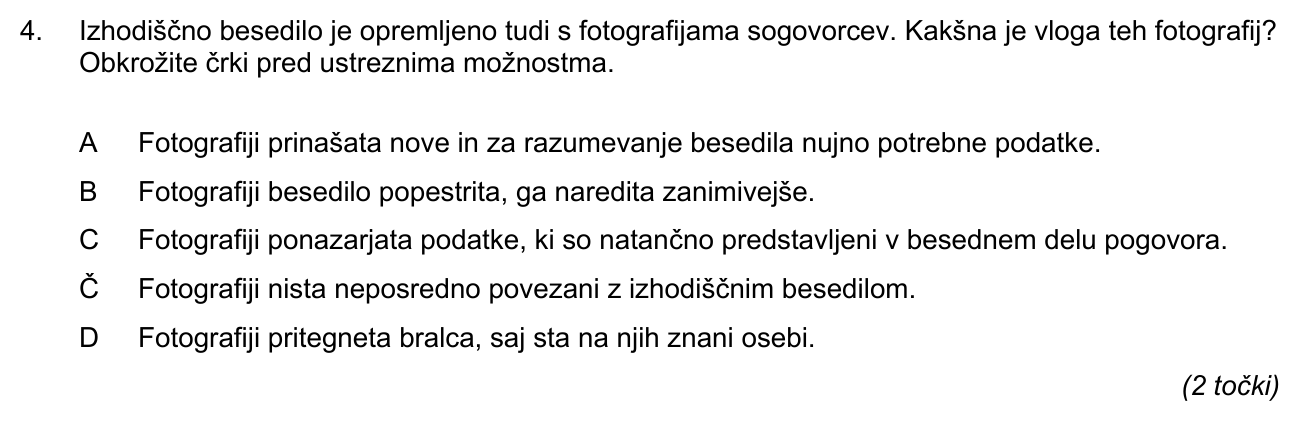 4. Izhodiščno besedilo je opremljeno tudi s fotografijama sogovorcev. Kakšna je vloga teh fotografij?
Obkrožite črki pred ustreznima možnostma.
A Fotografiji prinašata nove in za razumevanje besedila nujno potrebne podatke.
B Fotografiji besedilo popestrita, ga naredita zanimivejše.
C Fotografiji ponazarjata podatke, ki so natančno predstavljeni v besednem delu pogovora.
Č Fotografiji nista neposredno povezani z izhodiščnim besedilom.
D Fotografiji pritegneta bralca, saj sta na njih znani osebi.
(2 točki)